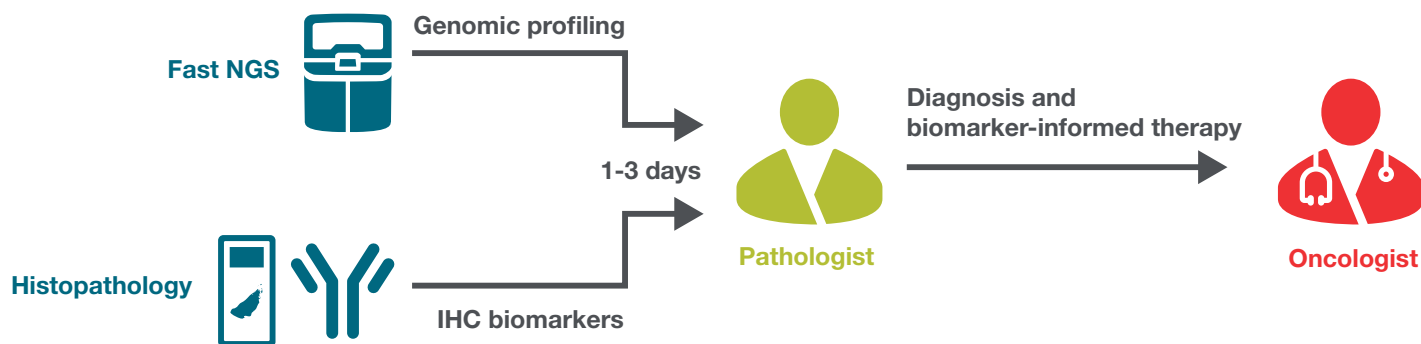 Genomic profiling
Fast NGS
Diagnosis and
biomarker-informed therapy
1-3 days
Pathologist
Oncologist
Histopathology
IHC biomarkers